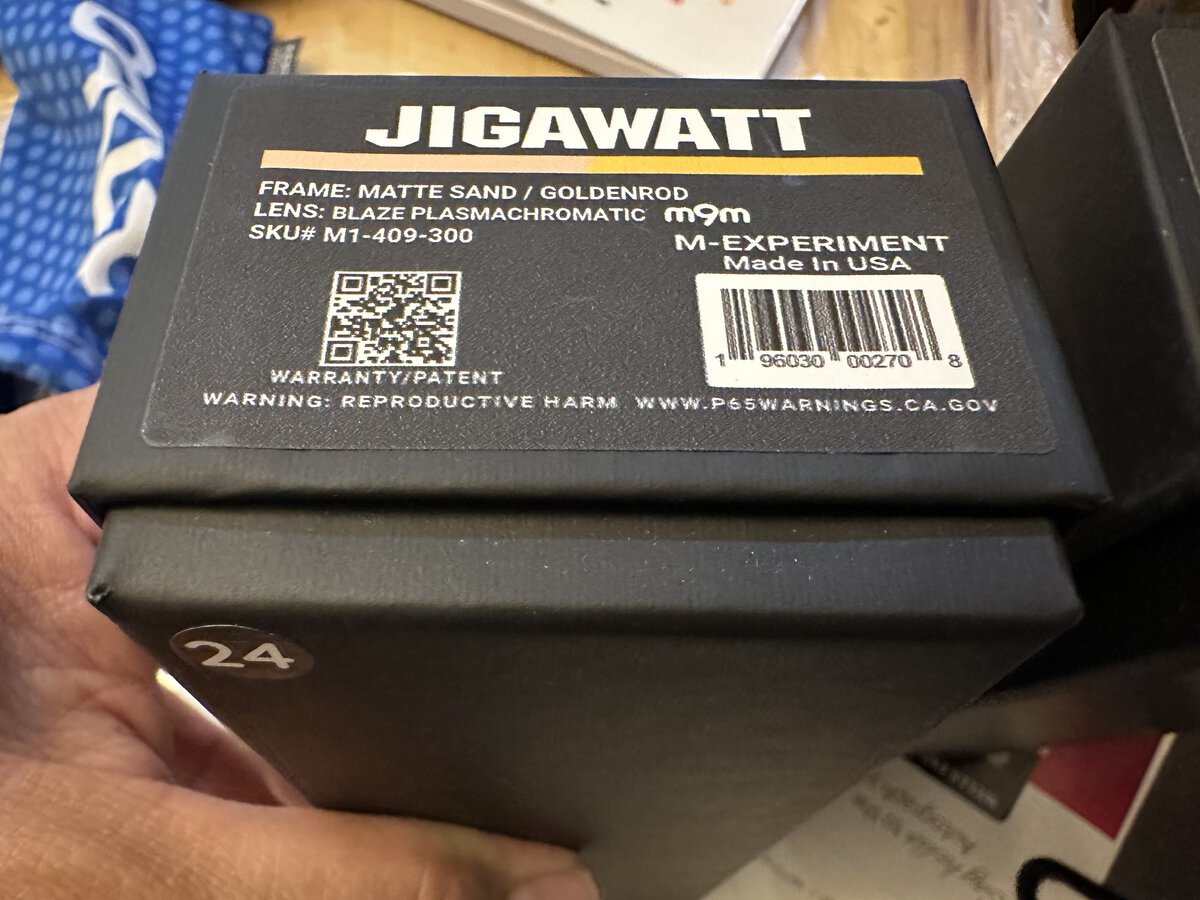 JIGAWATT
FRAME: MATTE SAND / GOLDENROD
LENS: BLAZE PLASMACHROMATIC m9m
SKU# M1-409-300
M-EXPERIMENT
Made In USA
1 96030 00270 8
WARRANTY/PATENT
WARNING: REPRODUCTIVE HARM WWW.P65WARNINGS.CA.GOV
24